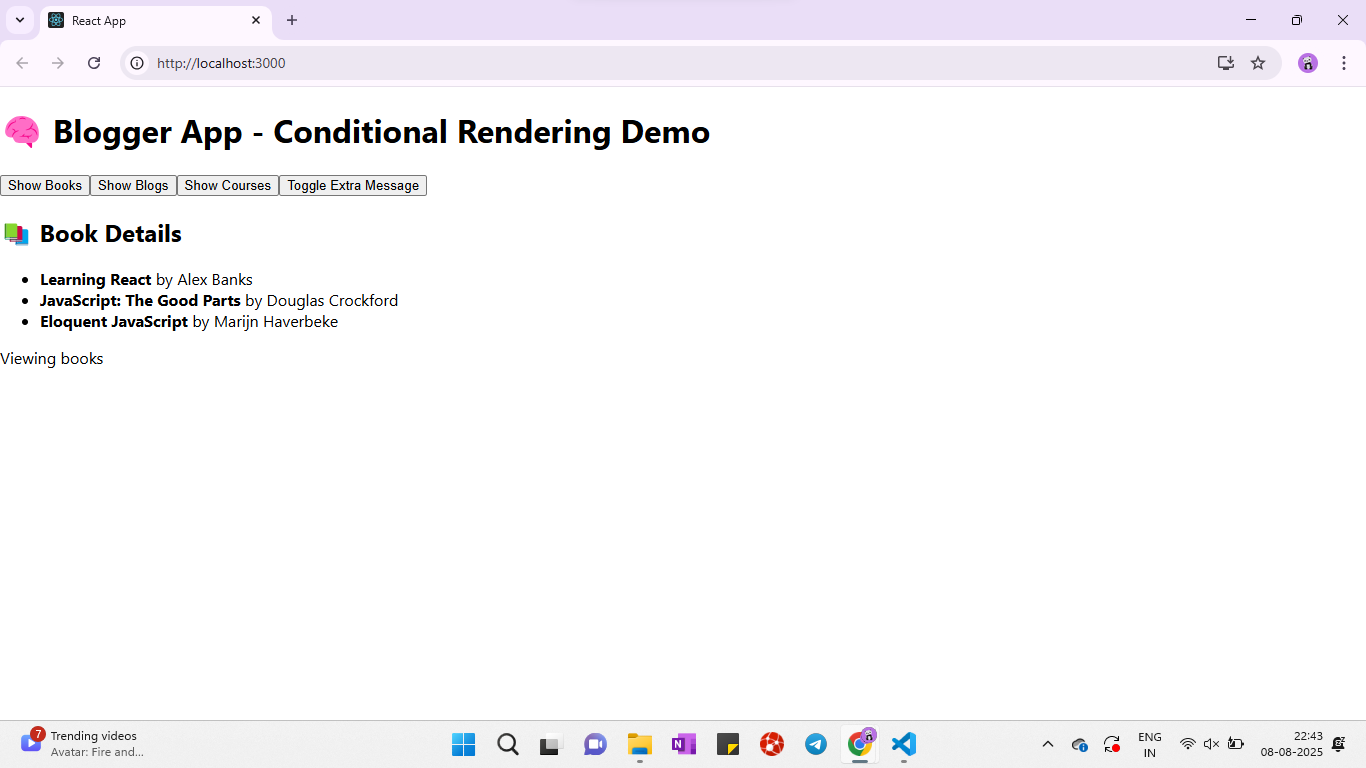 React App
http://localhost:3000
Blogger App - Conditional Rendering Demo
Show Books Show Blogs Show Courses Toggle Extra Message
Book Details
Learning React by Alex Banks
JavaScript: The Good Parts by Douglas Crockford
Eloquent JavaScript by Marijn Haverbeke
Viewing books
7
Trending videos
Avatar: Fire and...
N
ENG
IN
22:43
08-08-2025